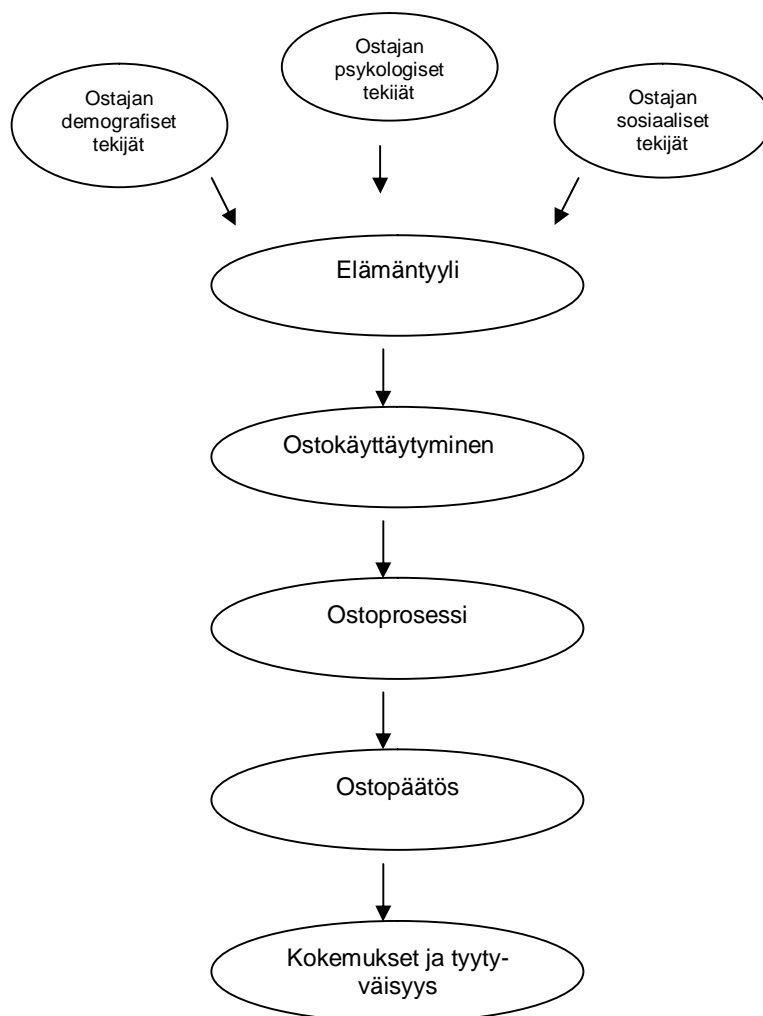 Ostajan
demografiset
tekijät
Ostajan
psykologiset
tekijät
Ostajan
sosiaaliset
tekijät
Elämäntyyli
Ostokäyttäytyminen
Ostoprosessi
Ostopäätös
Kokemukset ja tyyty-
väisyys